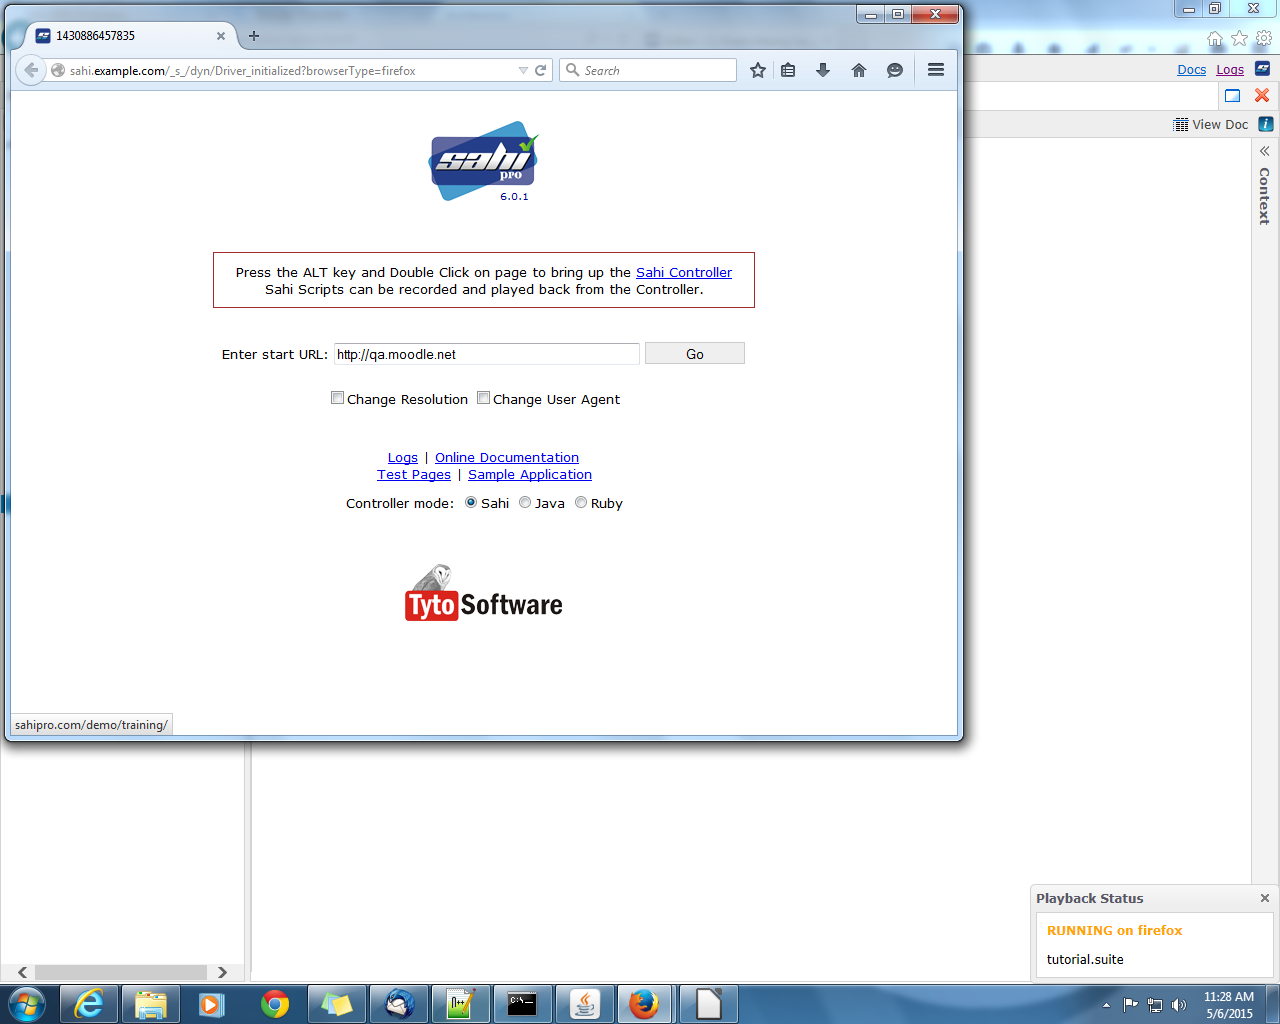 1430886457835
sahi.example.com/_s_/dyn/Driver_initialized?browserType=firefox
Search
Docs Logs
View Doc
Context
sahi
pro
6.0.1
Press the ALT key and Double Click on page to bring up the Sahi Controller
Sahi Scripts can be recorded and played back from the Controller.
Enter start URL: http://qa.moodle.net Go
Change Resolution Change User Agent
Logs | Online Documentation
Test Pages | Sample Application
Controller mode: Sahi Java Ruby
Tyto Software
sahipro.com/demo/training/
Playback Status
RUNNING on firefox
tutorial.suite
11:28 AM
5/6/2015